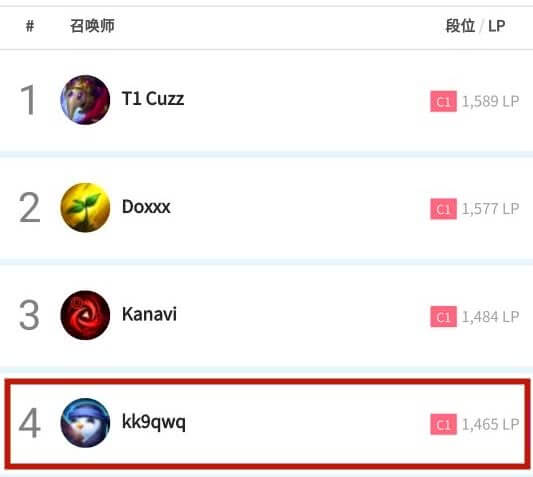 # 召唤师 段位 / LP
1 T1 Cuzz C1 1,589 LP
2 Doxxx C1 1,577 LP
3 Kanavi C1 1,484 LP
4 kk9qwq C1 1,465 LP